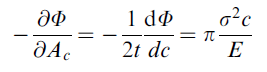 −∂Φ/∂A_c = −(1/2t)(dΦ/dc) = π(σ²c/E)